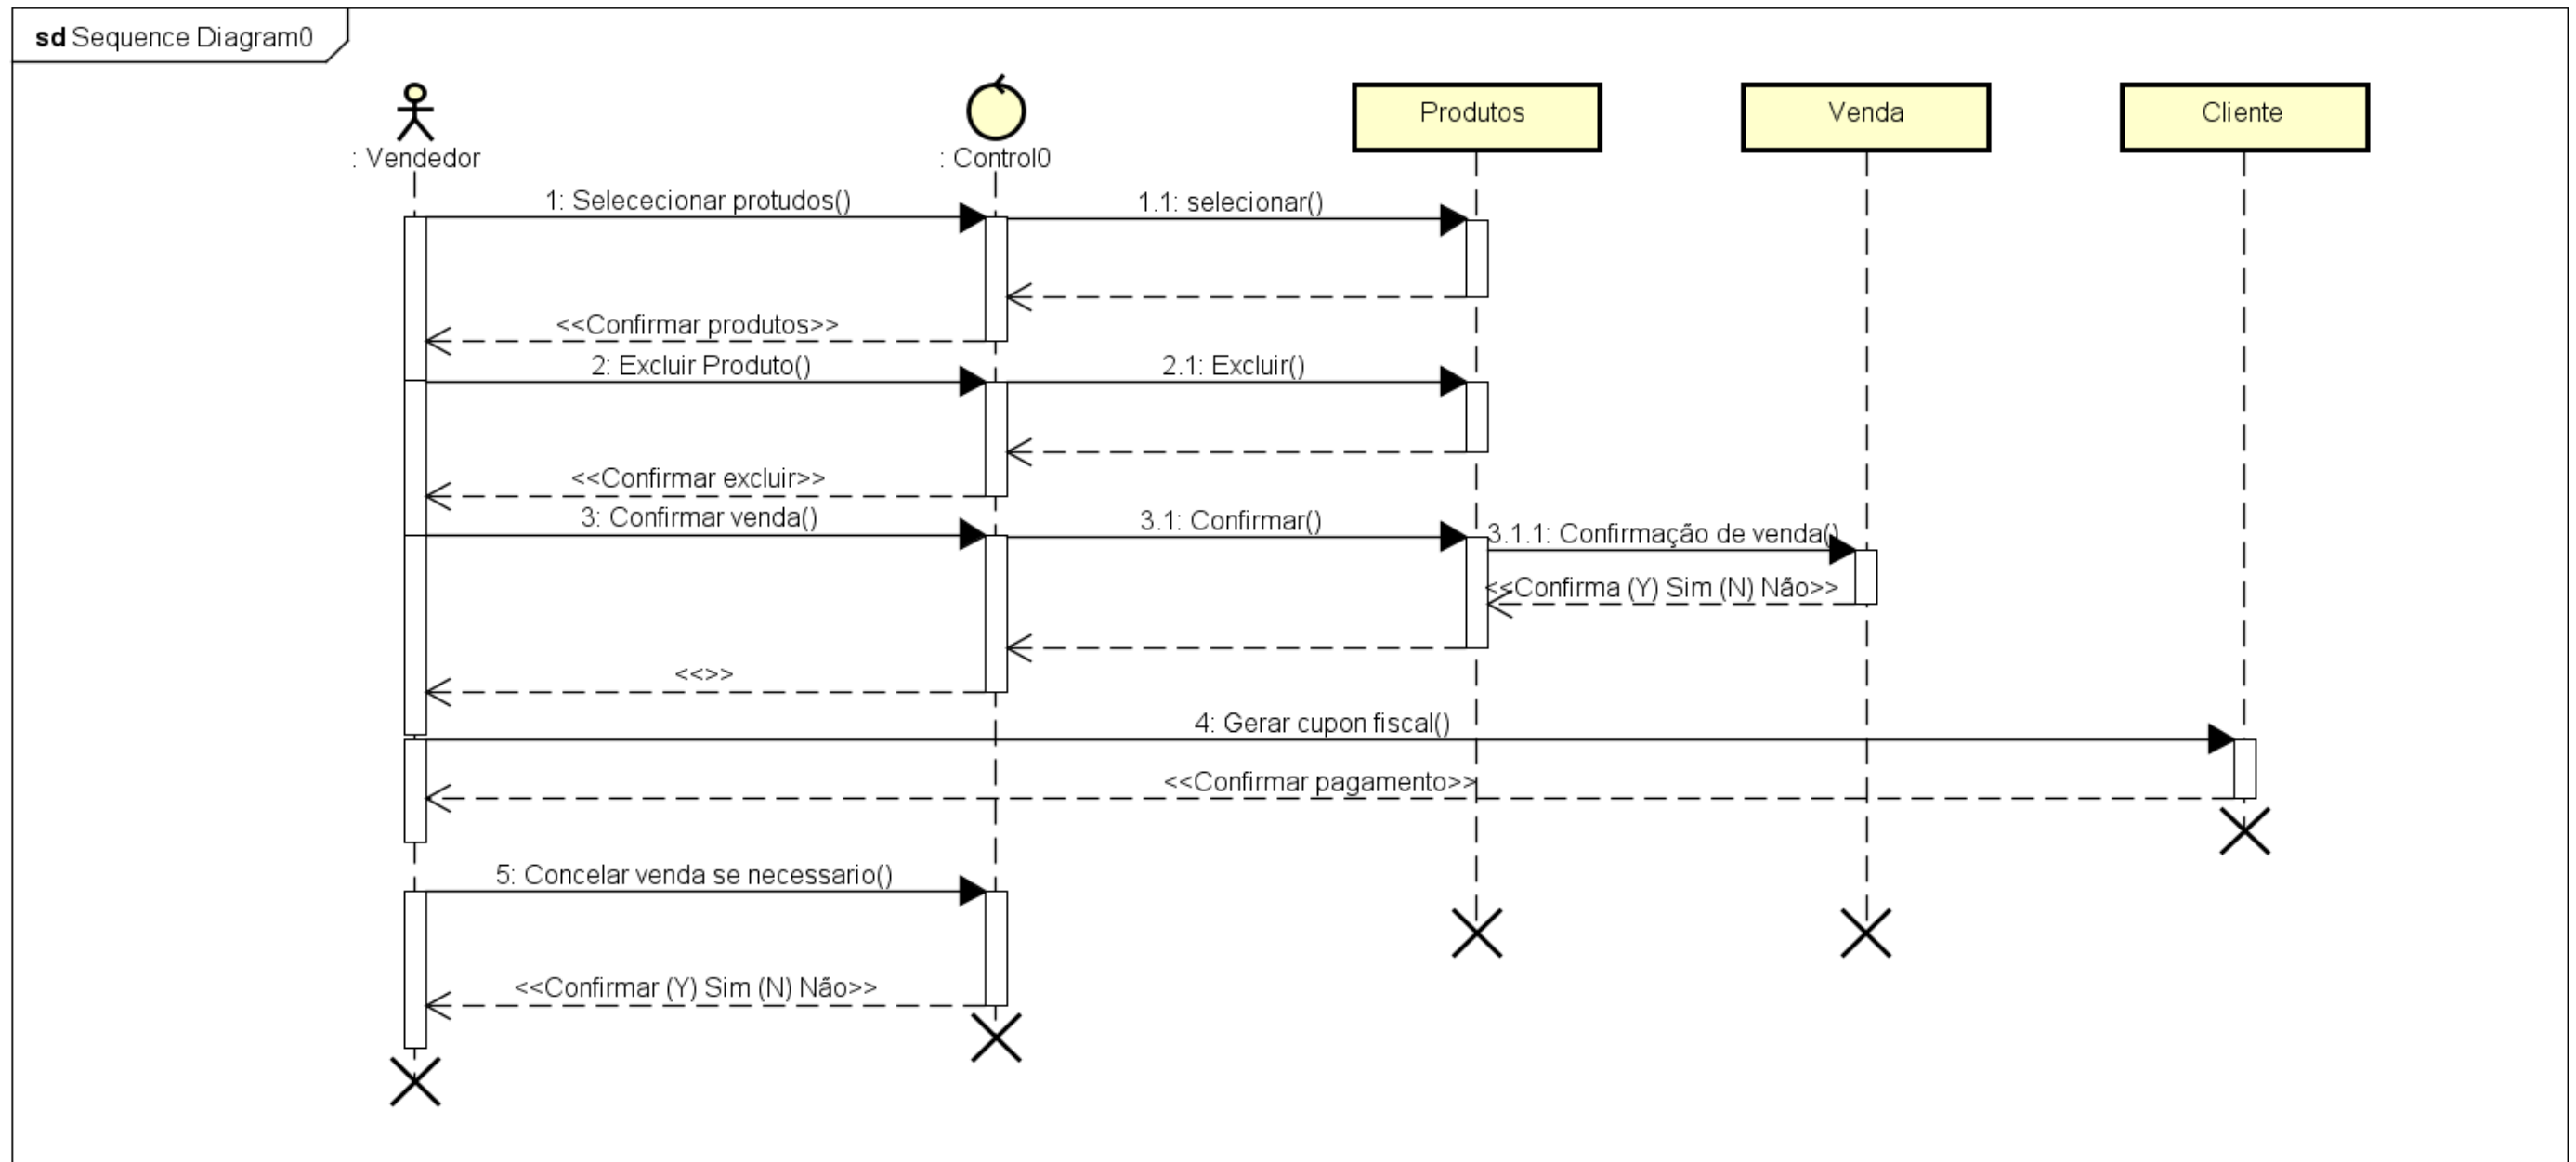 sd Sequence Diagram0
Produtos
Venda
Cliente
: Vendedor
: Control0
1: Selececionar protudos()
1.1: selecionar()
<<Confirmar produtos>>
2: Excluir Produto()
2.1: Excluir()
<<Confirmar excluir>>
3: Confirmar venda()
3.1: Confirmar()
3.1.1: Confirmação de venda()
<<Confirma (Y) Sim (N) Não>>
<<>>
4: Gerar cupon fiscal()
<<Confirmar pagamento>>
5: Concelar venda se necessario()
<<Confirmar (Y) Sim (N) Não>>